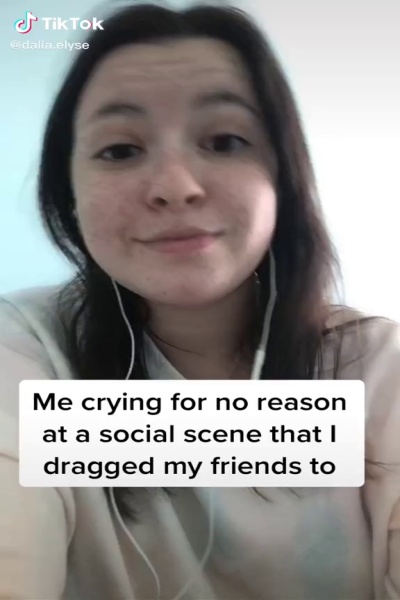 TikTok
@dalia.elyse
Me crying for no reason
at a social scene that I
dragged my friends to